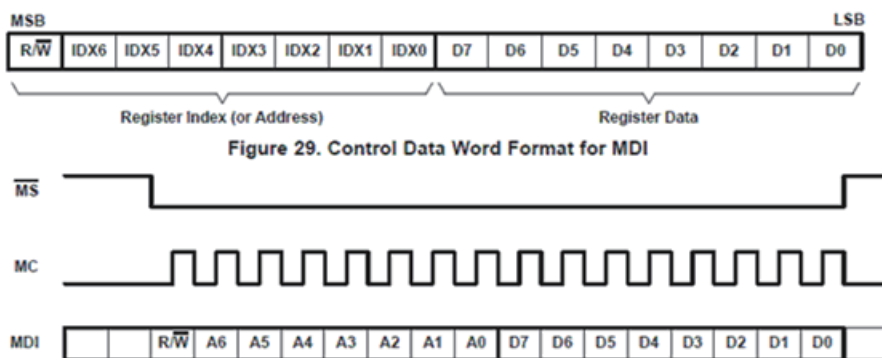 MSB LSB
R/W̅ IDX6 IDX5 IDX4 IDX3 IDX2 IDX1 IDX0 D7 D6 D5 D4 D3 D2 D1 D0
Register Index (or Address) Register Data
Figure 29. Control Data Word Format for MDI
M̅S̅
MC
MDI R/W̅ A6 A5 A4 A3 A2 A1 A0 D7 D6 D5 D4 D3 D2 D1 D0